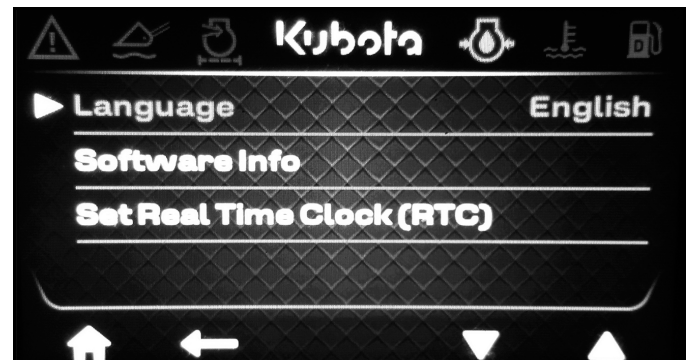 Kubota
D
Language English
Software Info
Set Real Time Clock (RTC)